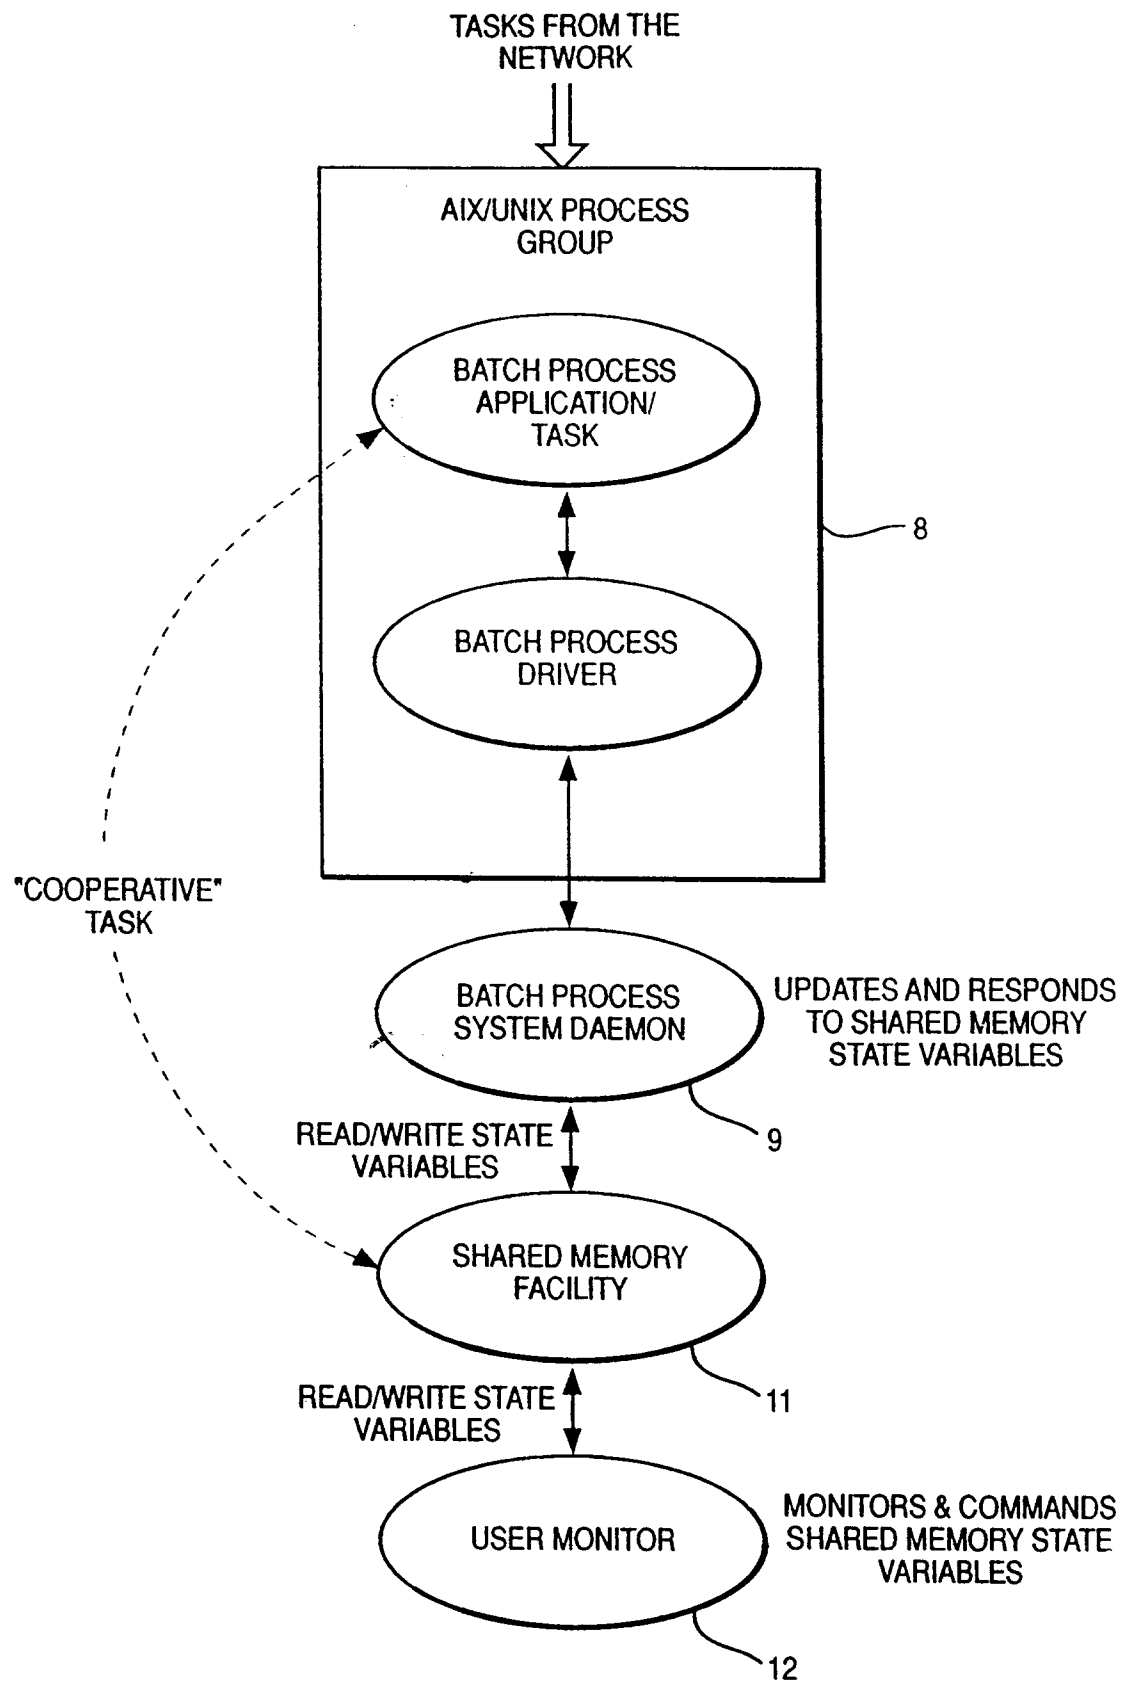 TASKS FROM THE
NETWORK
AIX/UNIX PROCESS
GROUP
BATCH PROCESS
APPLICATION/
TASK
8
BATCH PROCESS
DRIVER
"COOPERATIVE"
TASK
BATCH PROCESS
SYSTEM DAEMON
UPDATES AND RESPONDS
TO SHARED MEMORY
STATE VARIABLES
9
READ/WRITE STATE
VARIABLES
SHARED MEMORY
FACILITY
11
READ/WRITE STATE
VARIABLES
USER MONITOR
MONITORS & COMMANDS
SHARED MEMORY STATE
VARIABLES
12